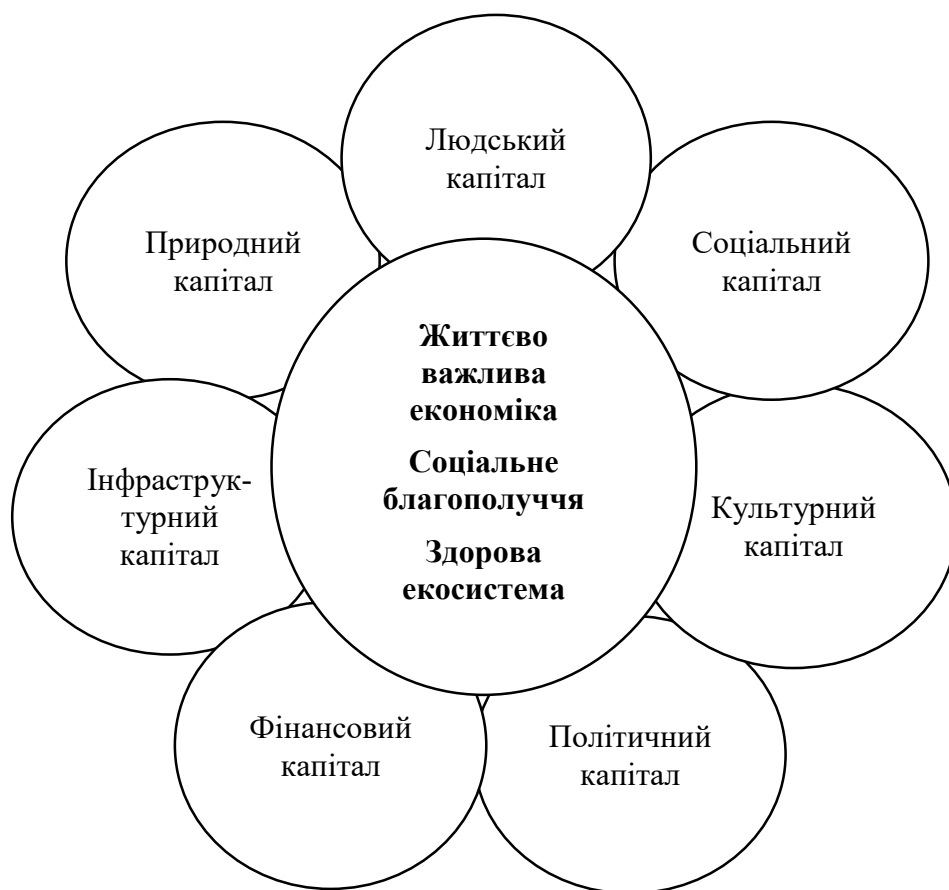 Людський
капітал
Природний
капітал
Соціальний
капітал
Життєво
важлива
економіка
Соціальне
благополуччя
Здорова
екосистема
Інфраструк-
турний
капітал
Культурний
капітал
Фінансовий
капітал
Політичний
капітал